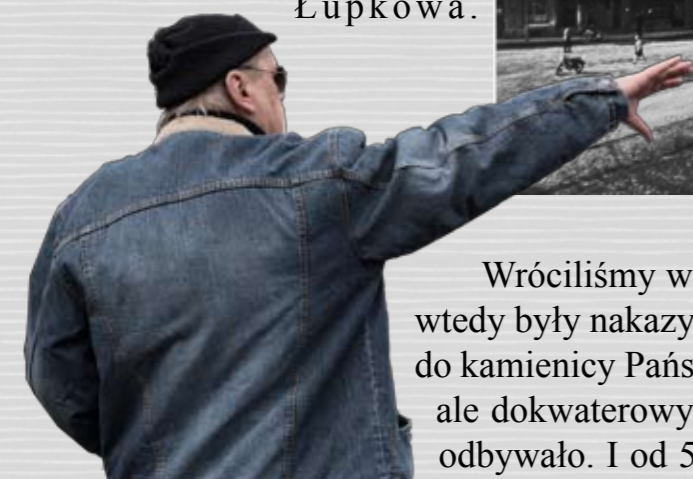 Łupkowa.
Wróciliśmy w
wtedy były nakazy
do kamienicy Pańs
ale dokwaterowy
odbywało. I od 5